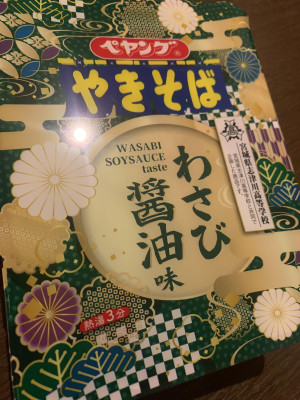 ペヤング
やきそば
WASABI
SOYSAUCE
taste
わさび
醤油味
宮城県志津川高等学校
熱湯3分